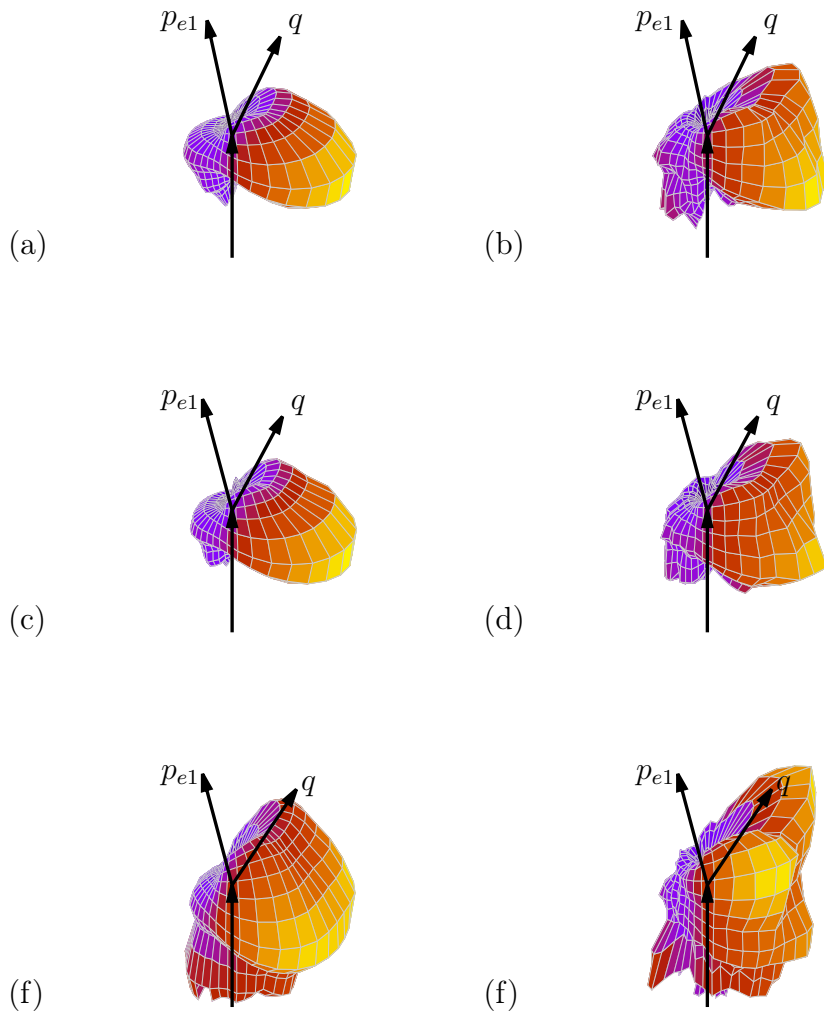 p_{e1} q p_{e1} q
(a) (b)
p_{e1} q p_{e1} q
(c) (d)
p_{e1} q p_{e1} q
(f) (f)